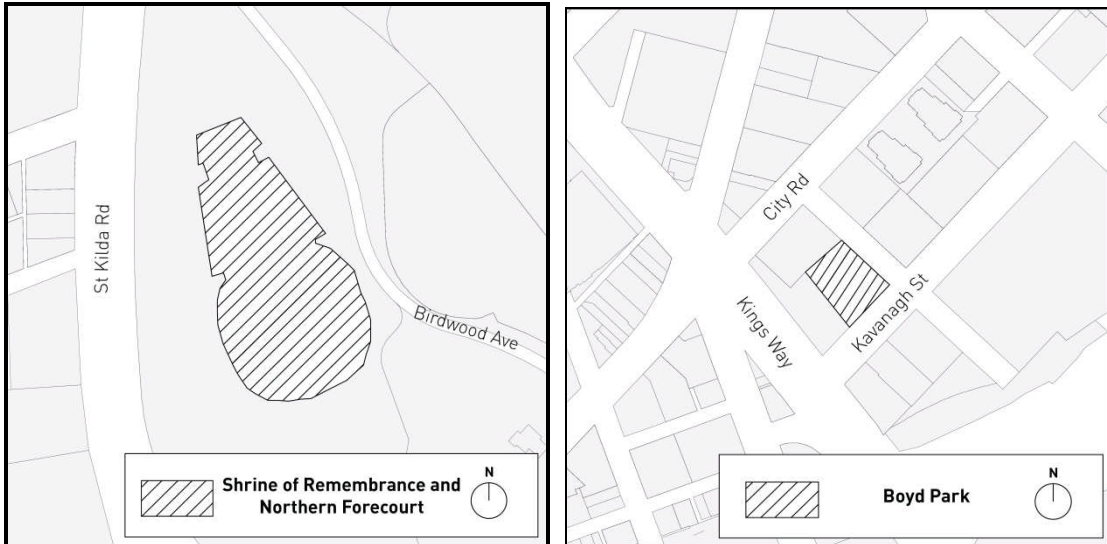 St Kilda Rd
Birdwood Ave
Shrine of Remembrance and
Northern Forecourt
N
City Rd
Kings Way
Kavanagh St
Boyd Park
N